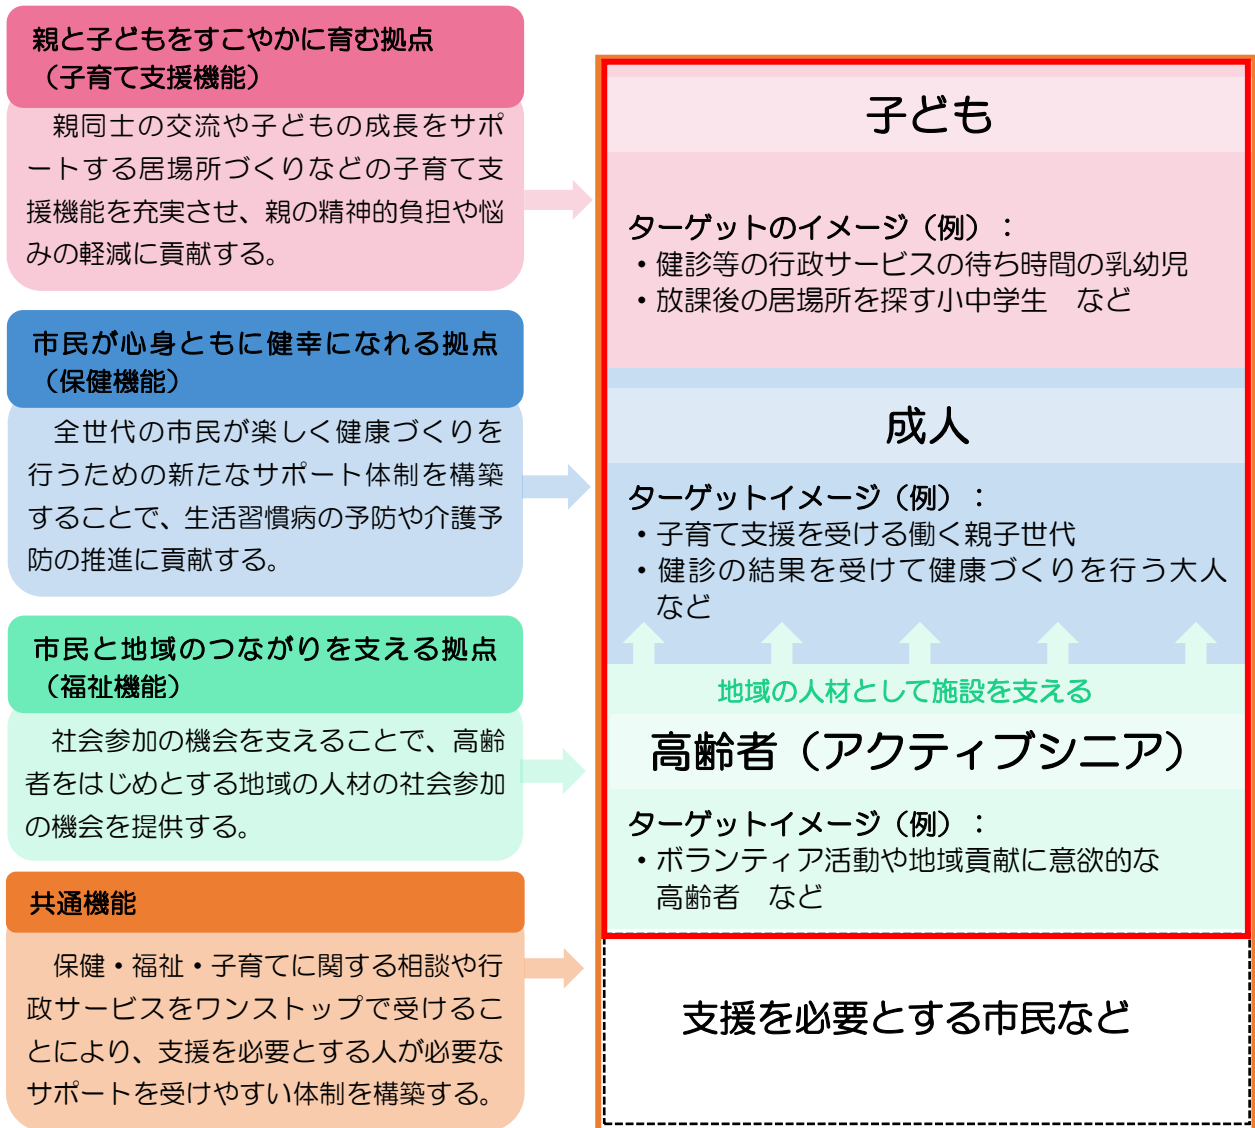 親と子どもをすこやかに育む拠点
（子育て支援機能）
親同士の交流や子どもの成長をサポ
ートする居場所づくりなどの子育て支
援機能を充実させ、親の精神的負担や悩
みの軽減に貢献する。
市民が心身ともに健幸になれる拠点
（保健機能）
全世代の市民が楽しく健康づくりを
行うための新たなサポート体制を構築
することで、生活習慣病の予防や介護予
防の推進に貢献する。
市民と地域のつながりを支える拠点
（福祉機能）
社会参加の機会を支えることで、高齢
者をはじめとする地域の人材の社会参加
の機会を提供する。
共通機能
保健・福祉・子育てに関する相談や行
政サービスをワンストップで受けるこ
とにより、支援を必要とする人が必要な
サポートを受けやすい体制を構築する。
子ども
ターゲットのイメージ（例）：
・健診等の行政サービスの待ち時間の乳幼児
・放課後の居場所を探す小中学生　など
成人
ターゲットイメージ（例）：
・子育て支援を受ける働く親子世代
・健診の結果を受けて健康づくりを行う大人
など
地域の人材として施設を支える
高齢者（アクティブシニア）
ターゲットイメージ（例）：
・ボランティア活動や地域貢献に意欲的な
高齢者　など
支援を必要とする市民など